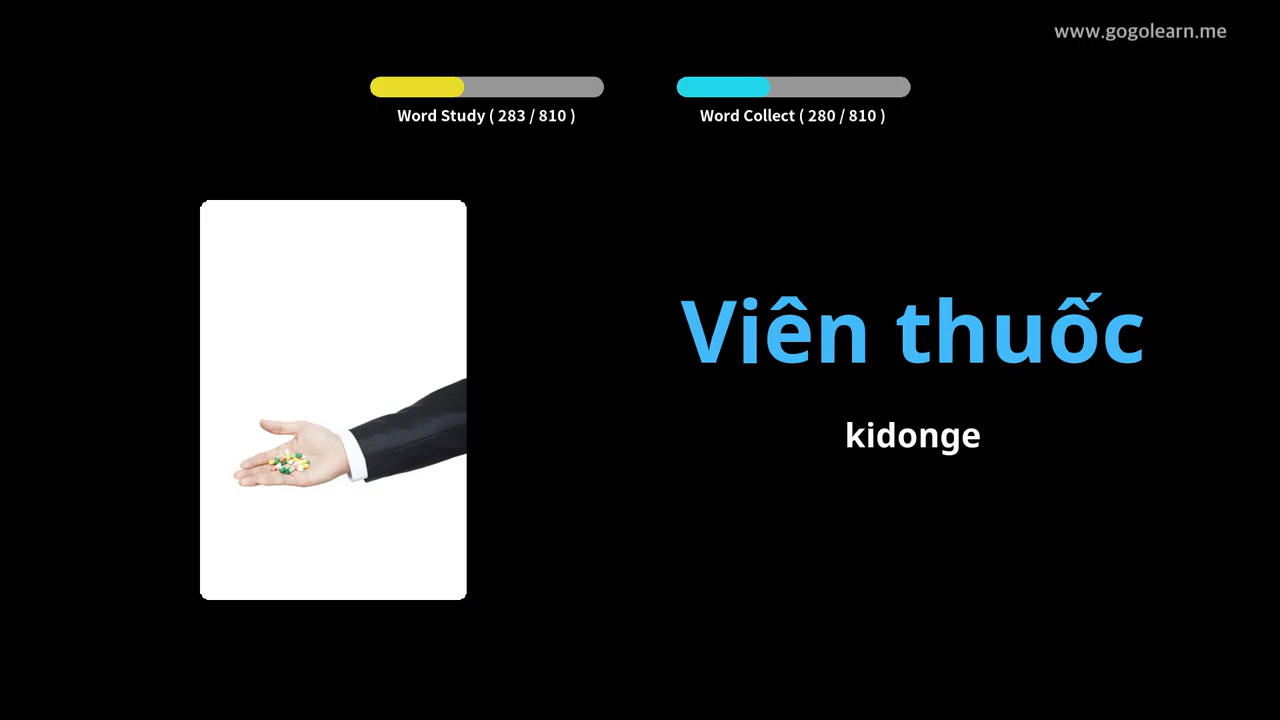 www.gogolearn.me
Word Study ( 283 / 810 )
Word Collect ( 280 / 810 )
Viên thuốc
kidonge